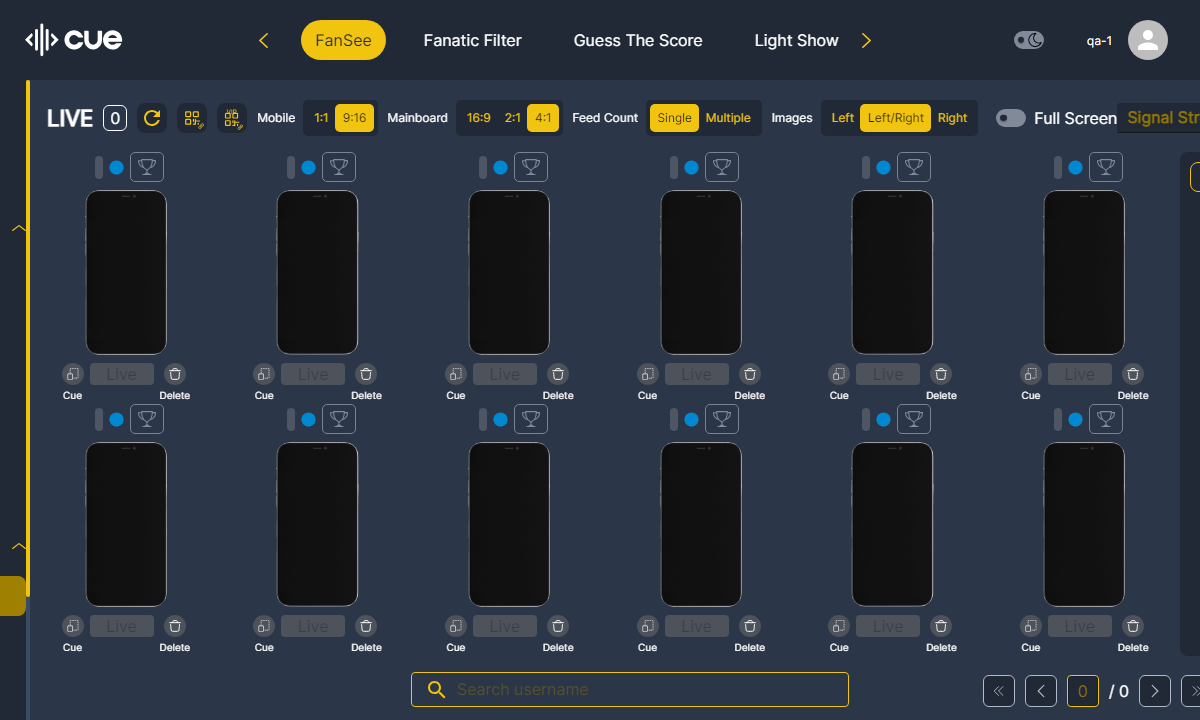 cue
FanSee
Fanatic Filter
Guess The Score
Light Show
qa-1
LIVE 0
Mobile 1:1 9:16
Mainboard 16:9 2:1 4:1
Feed Count Single Multiple
Images Left Left/Right Right
Full Screen
Signal Str
Live Live Live Live Live Live
Cue Delete Cue Delete Cue Delete Cue Delete Cue Delete Cue Delete
Live Live Live Live Live Live
Cue Delete Cue Delete Cue Delete Cue Delete Cue Delete Cue Delete
Search username
0 / 0